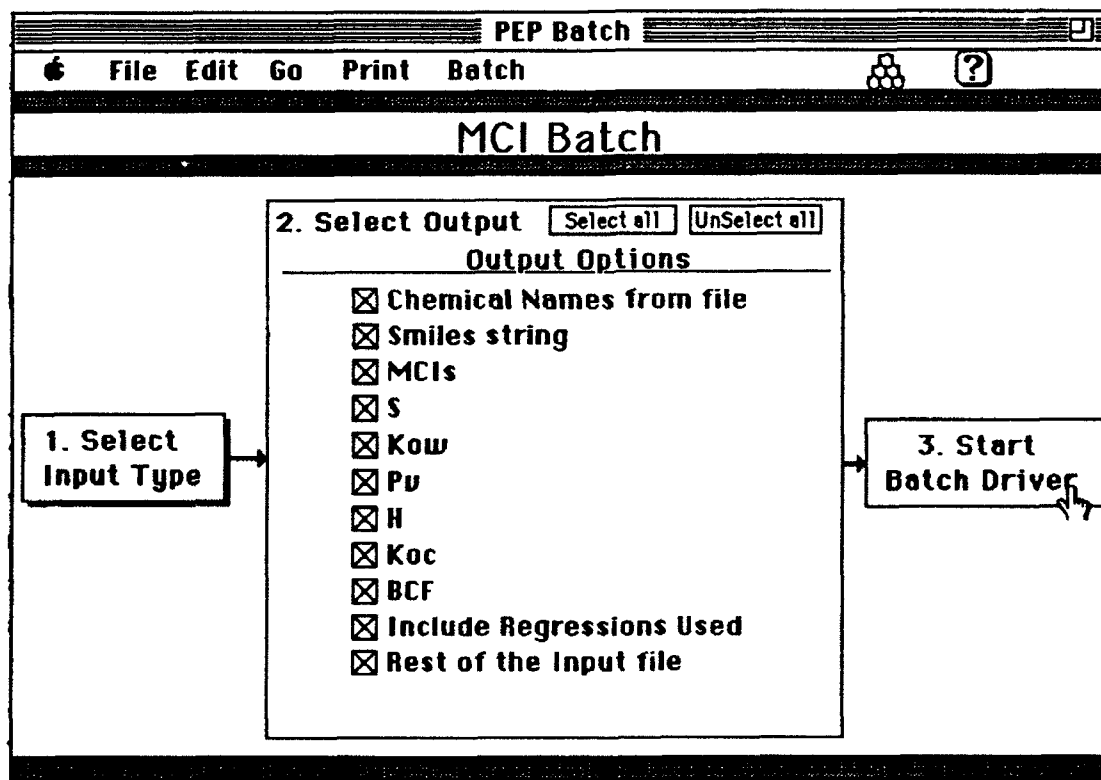 PEP Batch
File Edit Go Print Batch ?
MCI Batch
2. Select Output Select all UnSelect all
Output Options
Chemical Names from file
Smiles string
MCIs
S
Kow
Pv
H
Koc
BCF
Include Regressions Used
Rest of the Input file
1. Select
Input Type
3. Start
Batch Driver